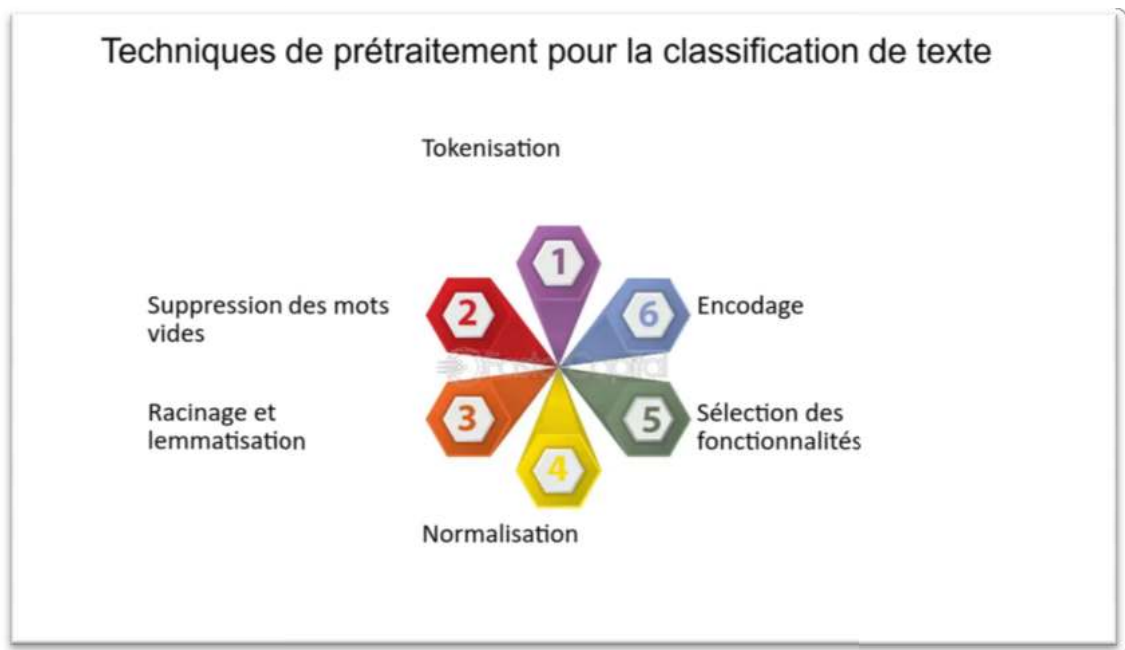 Techniques de prétraitement pour la classification de texte
Tokenisation
1
2
Suppression des mots
vides
6
Encodage
3
Racinage et
lemmatisation
5
Sélection des
fonctionnalités
4
Normalisation